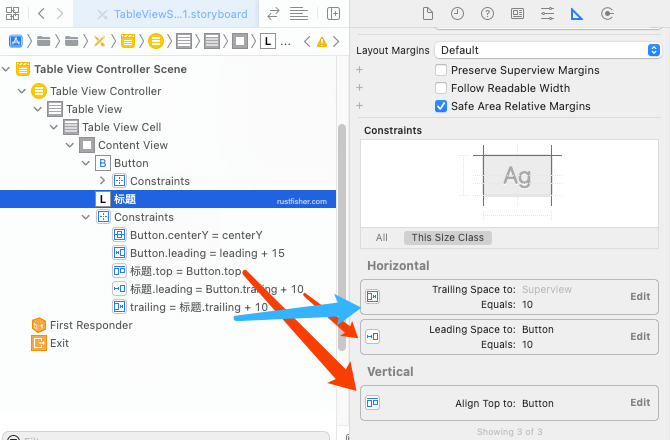 TableViewS...1.storyboard
L ...
Table View Controller Scene
Table View Controller
Table View
Table View Cell
Content View
B Button
Constraints
L 标题
rustfisher.com
Constraints
Button.centerY = centerY
Button.leading = leading + 15
标题.top = Button.top
标题.leading = Button.trailing + 10
trailing = 标题.trailing + 10
First Responder
Exit
Layout Margins Default
+ Preserve Superview Margins
+ Follow Readable Width
+ Safe Area Relative Margins
Constraints
Ag
All This Size Class
Horizontal
Trailing Space to: Superview
Equals: 10
Edit
Leading Space to: Button
Equals: 10
Edit
Vertical
Align Top to: Button
Edit
Showing 3 of 3